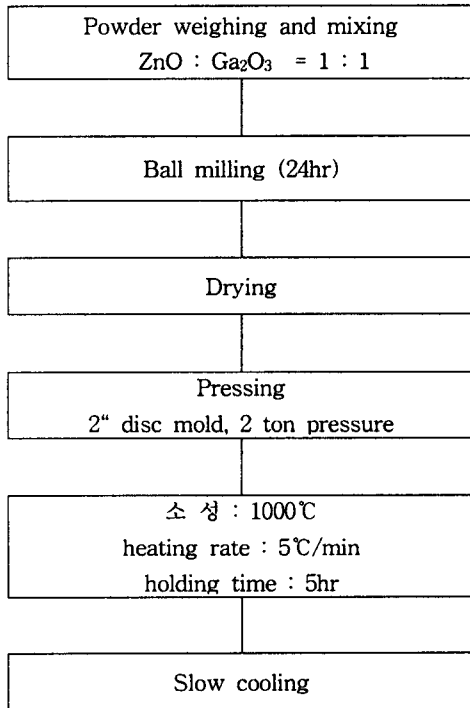 Powder weighing and mixing
ZnO : Ga₂O₃ = 1 : 1
Ball milling (24hr)
Drying
Pressing
2“ disc mold, 2 ton pressure
소 성 : 1000℃
heating rate : 5℃/min
holding time : 5hr
Slow cooling